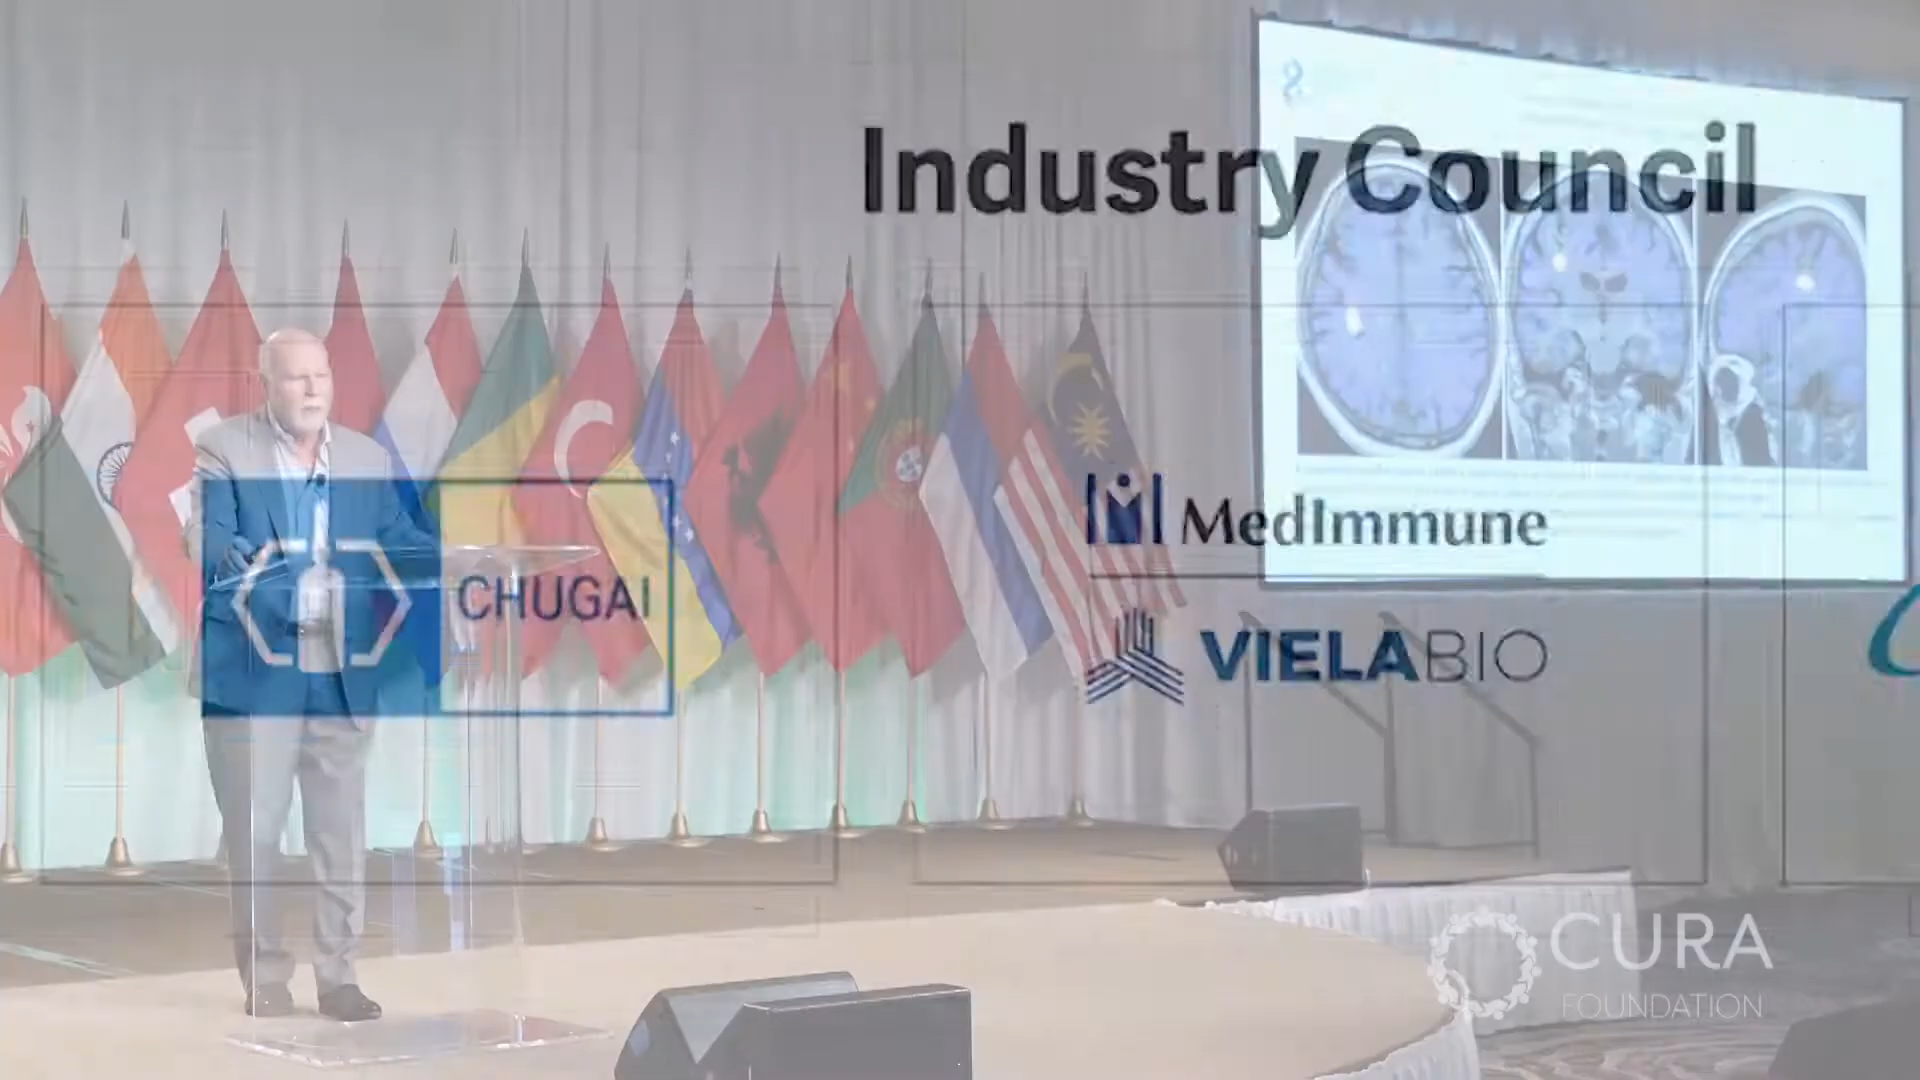 Industry Council
MedImmune
CHUGAI
VIELABIO
CURA
FOUNDATION